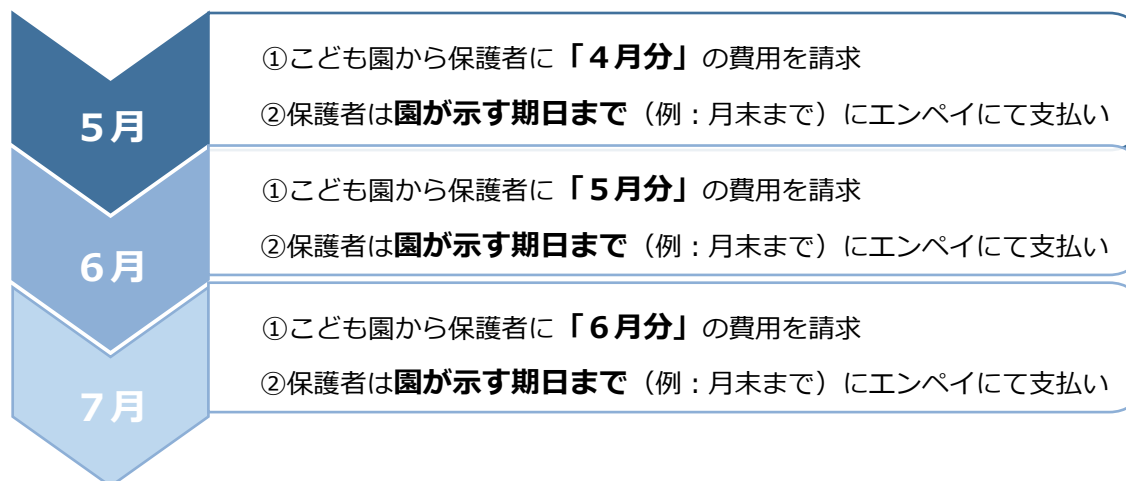 5月
①こども園から保護者に「4月分」の費用を請求
②保護者は園が示す期日まで（例：月末まで）にエンペイにて支払い
6月
①こども園から保護者に「5月分」の費用を請求
②保護者は園が示す期日まで（例：月末まで）にエンペイにて支払い
7月
①こども園から保護者に「6月分」の費用を請求
②保護者は園が示す期日まで（例：月末まで）にエンペイにて支払い